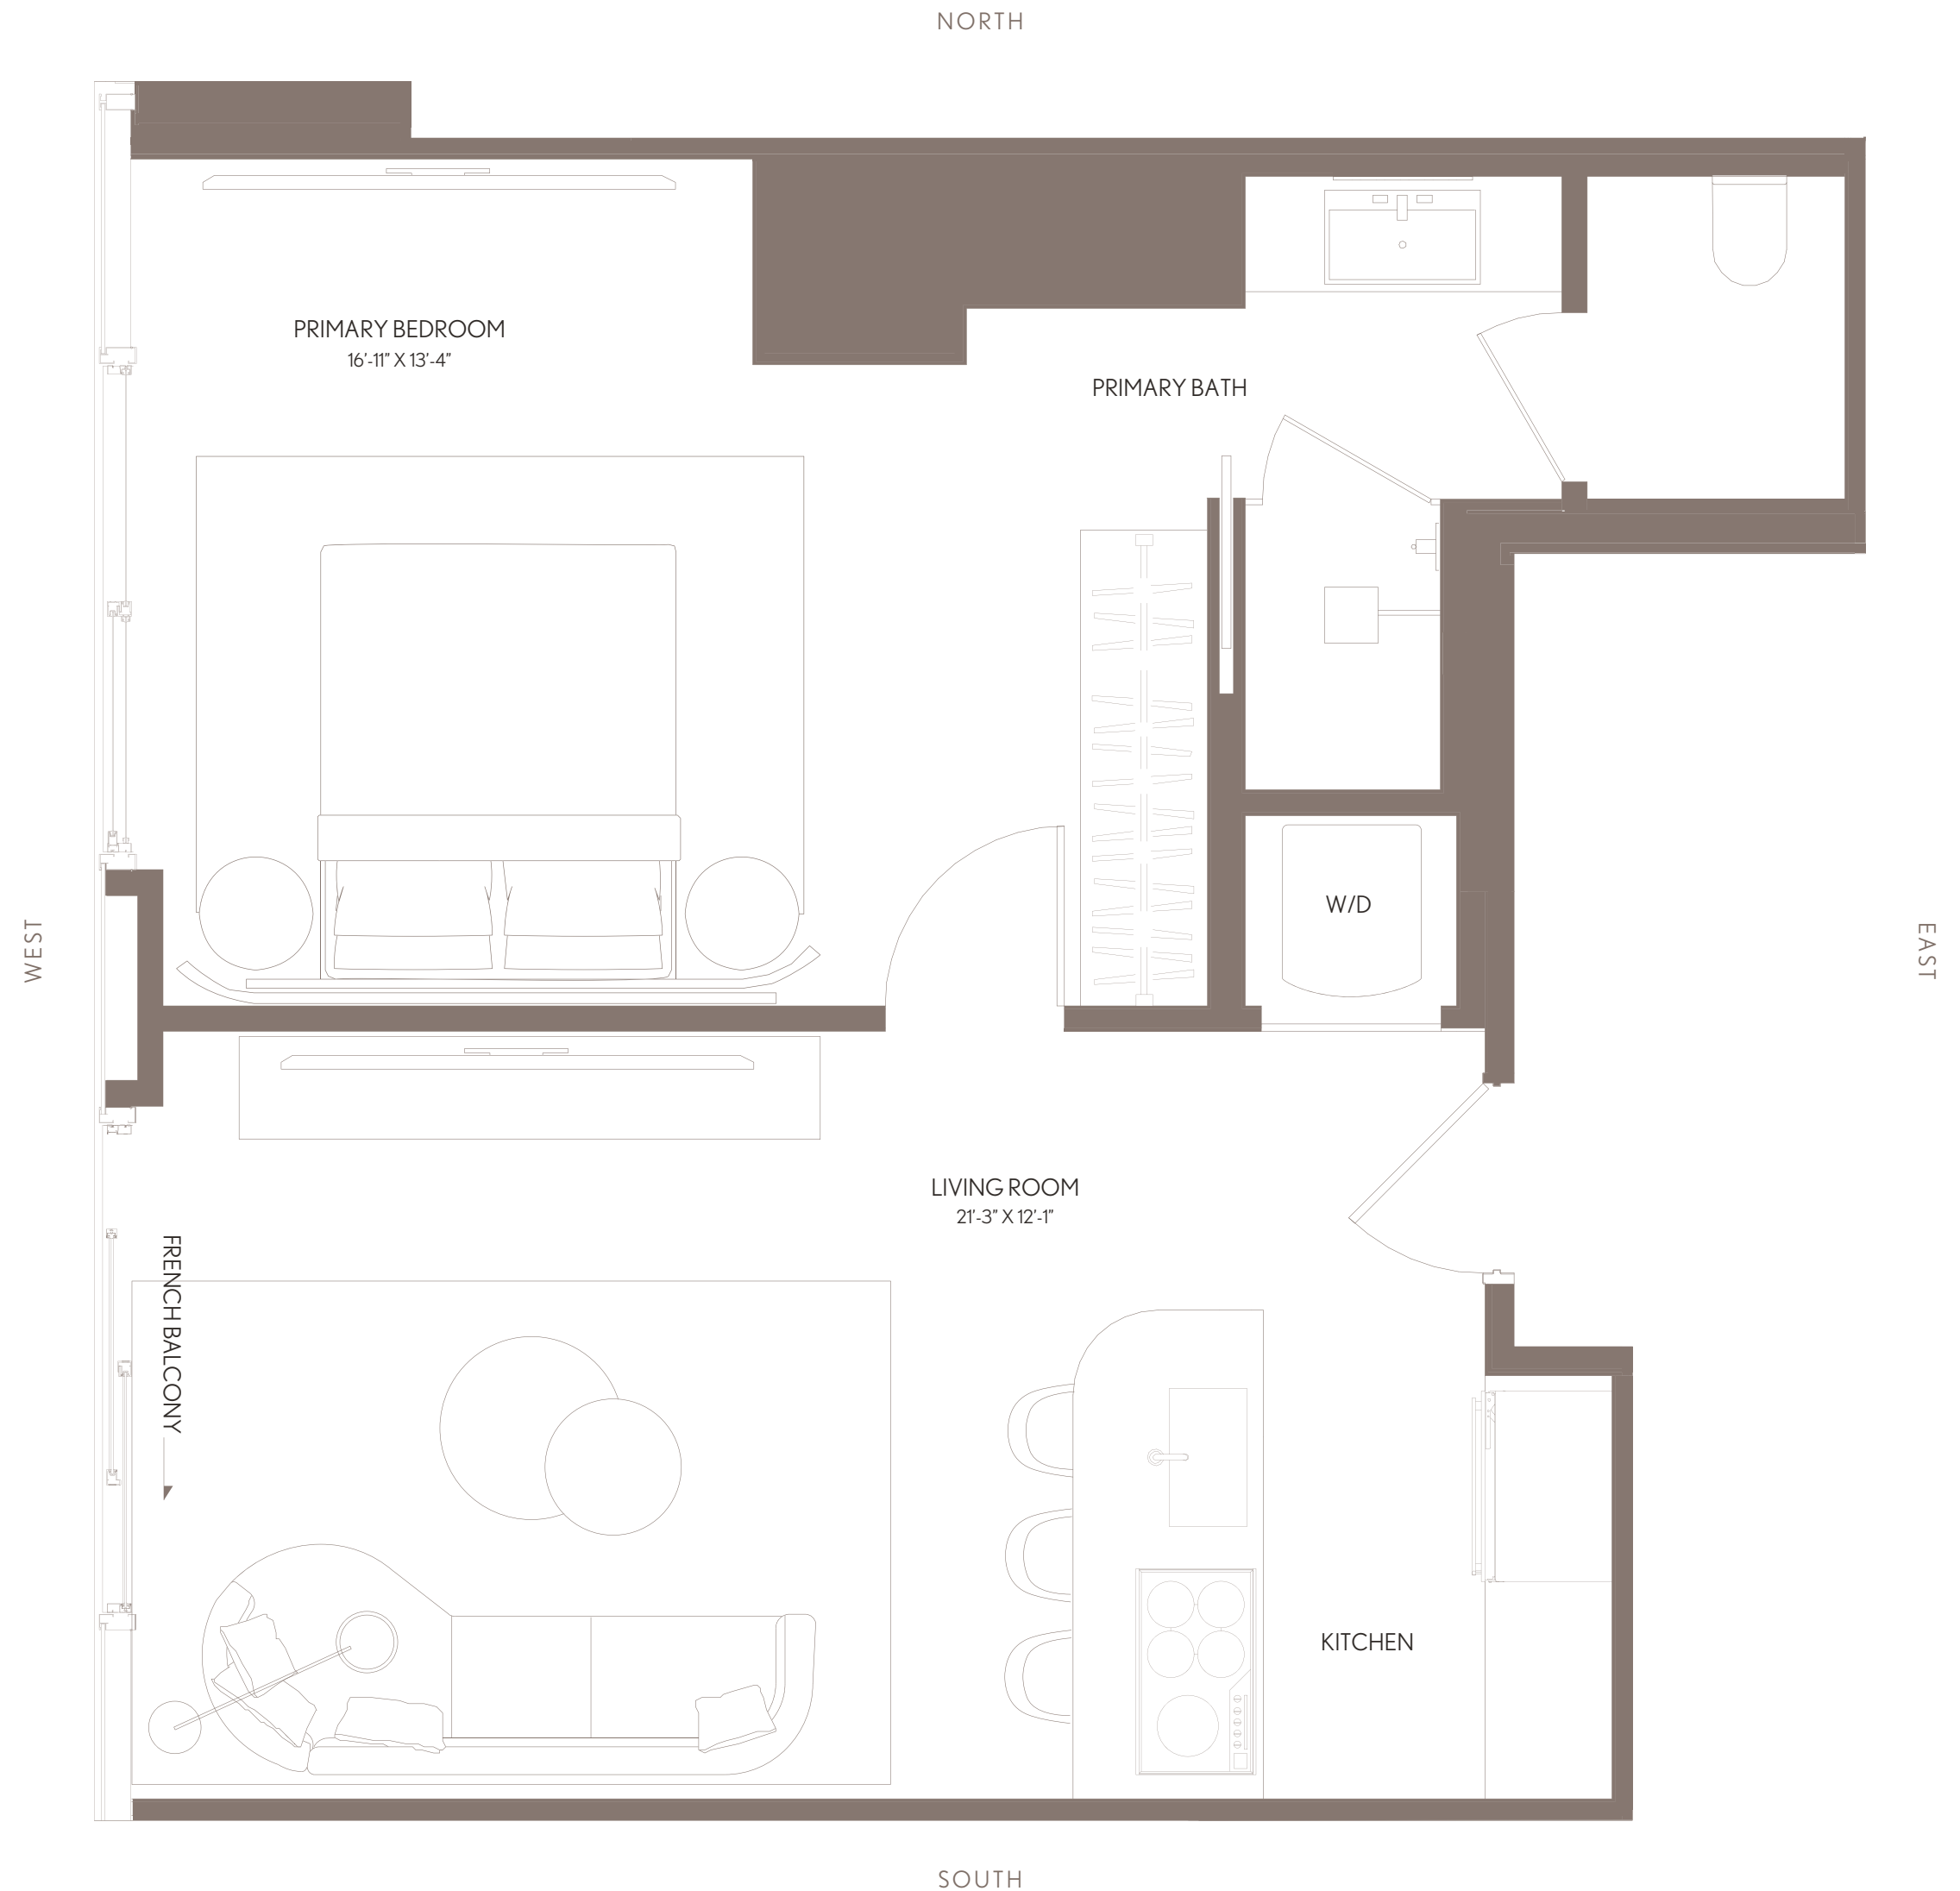 NORTH
PRIMARY BEDROOM
16'-11" X 13'-4"
PRIMARY BATH
W/D
WEST
EAST
LIVING ROOM
21'-3" X 12'-1"
FRENCH BALCONY
KITCHEN
SOUTH